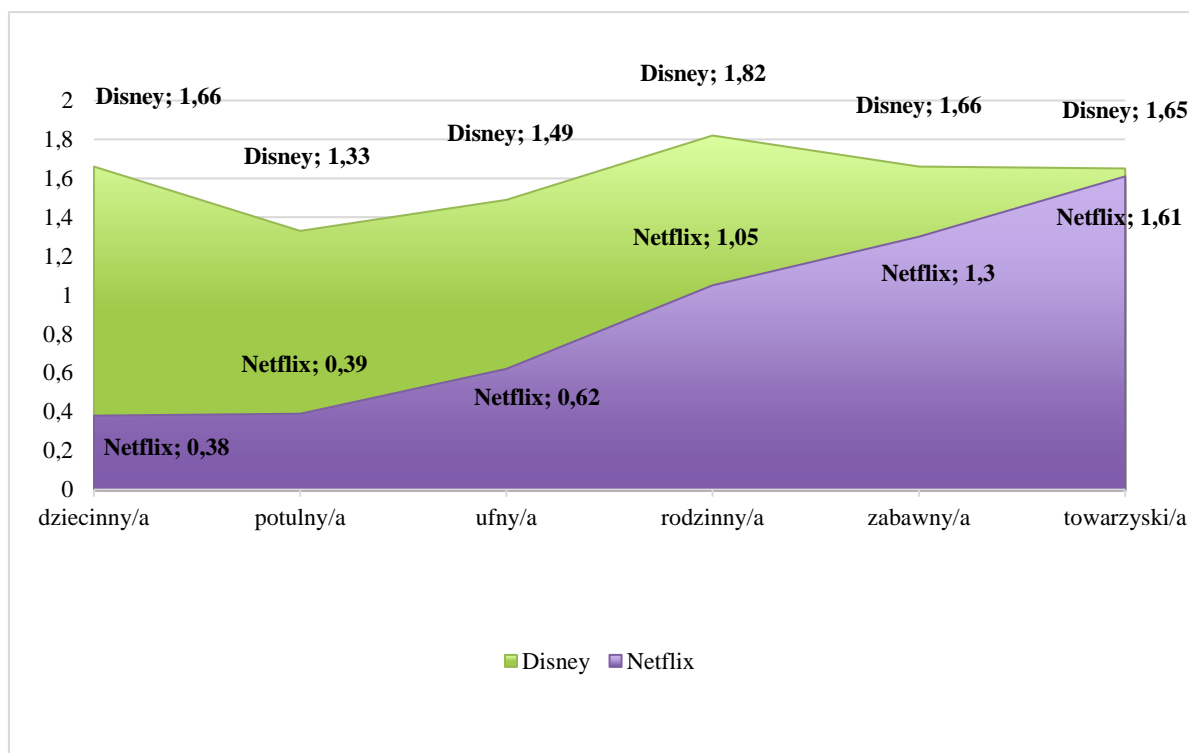 Disney; 1,82
Disney; 1,66
Disney; 1,66
Disney; 1,65
Disney; 1,49
Disney; 1,33
Netflix; 1,61
Netflix; 1,05
Netflix; 1,3
Netflix; 0,39
Netflix; 0,62
Netflix; 0,38
2
1,8
1,6
1,4
1,2
1
0,8
0,6
0,4
0,2
0
dziecinny/a potulny/a ufny/a rodzinny/a zabawny/a towarzyski/a
Disney Netflix